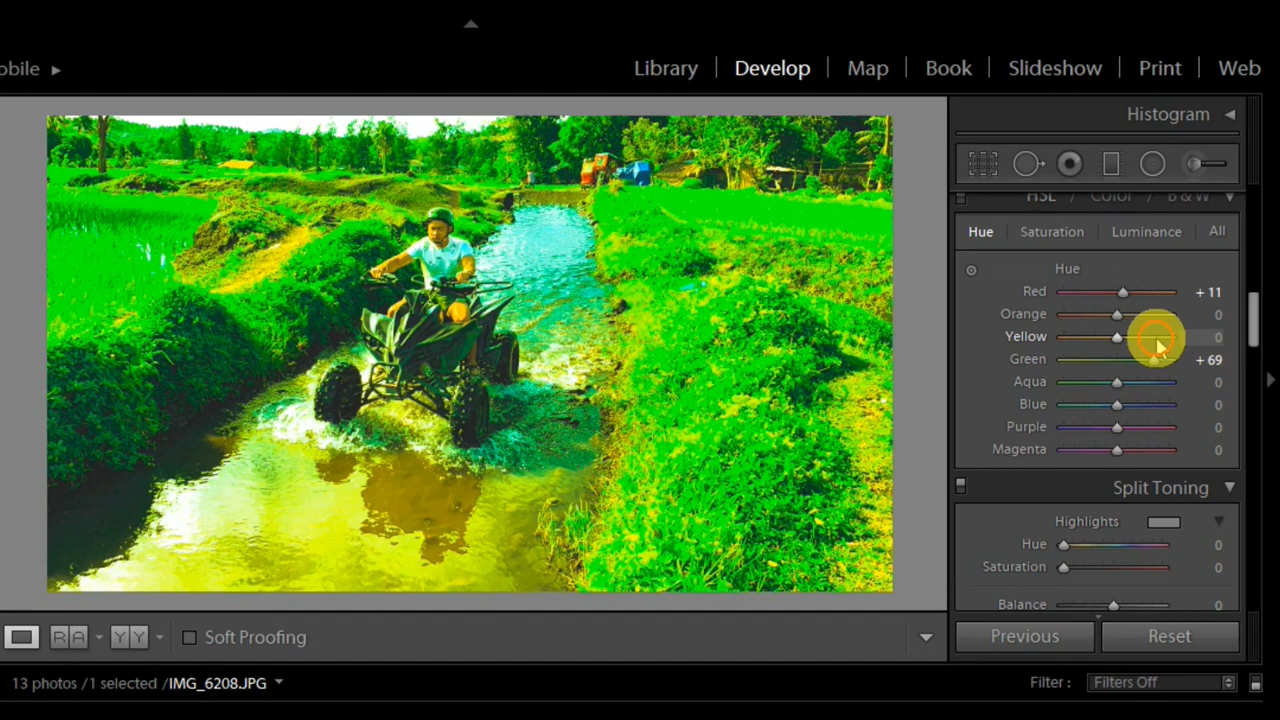 obile
Library Develop Map Book Slideshow Print Web
Histogram
HSL / Color / B & W
Hue Saturation Luminance All
Hue
Red + 11
Orange 0
Yellow 0
Green + 69
Aqua 0
Blue 0
Purple 0
Magenta 0
Split Toning
Highlights
Hue 0
Saturation 0
Balance 0
Previous Reset
R A Y Y Soft Proofing
13 photos / 1 selected / IMG_6208.JPG
Filter : Filters Off